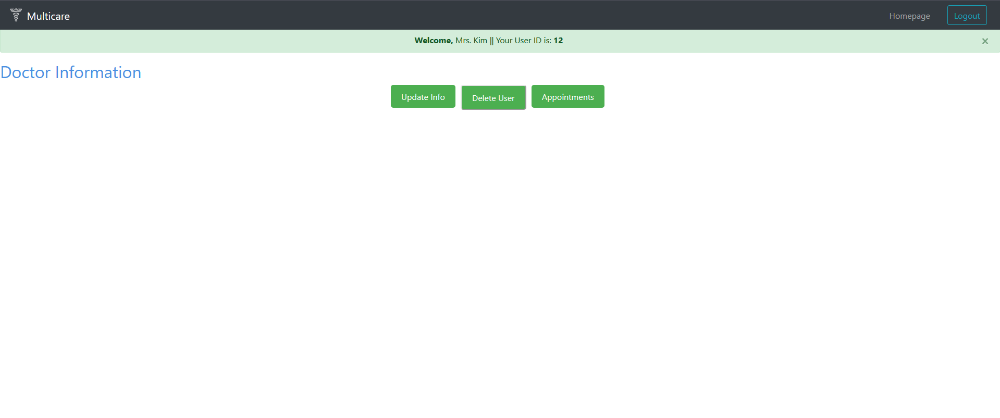 Multicare Homepage Logout
Welcome, Mrs. Kim || Your User ID is: 12 ×
Doctor Information
Update Info Delete User Appointments